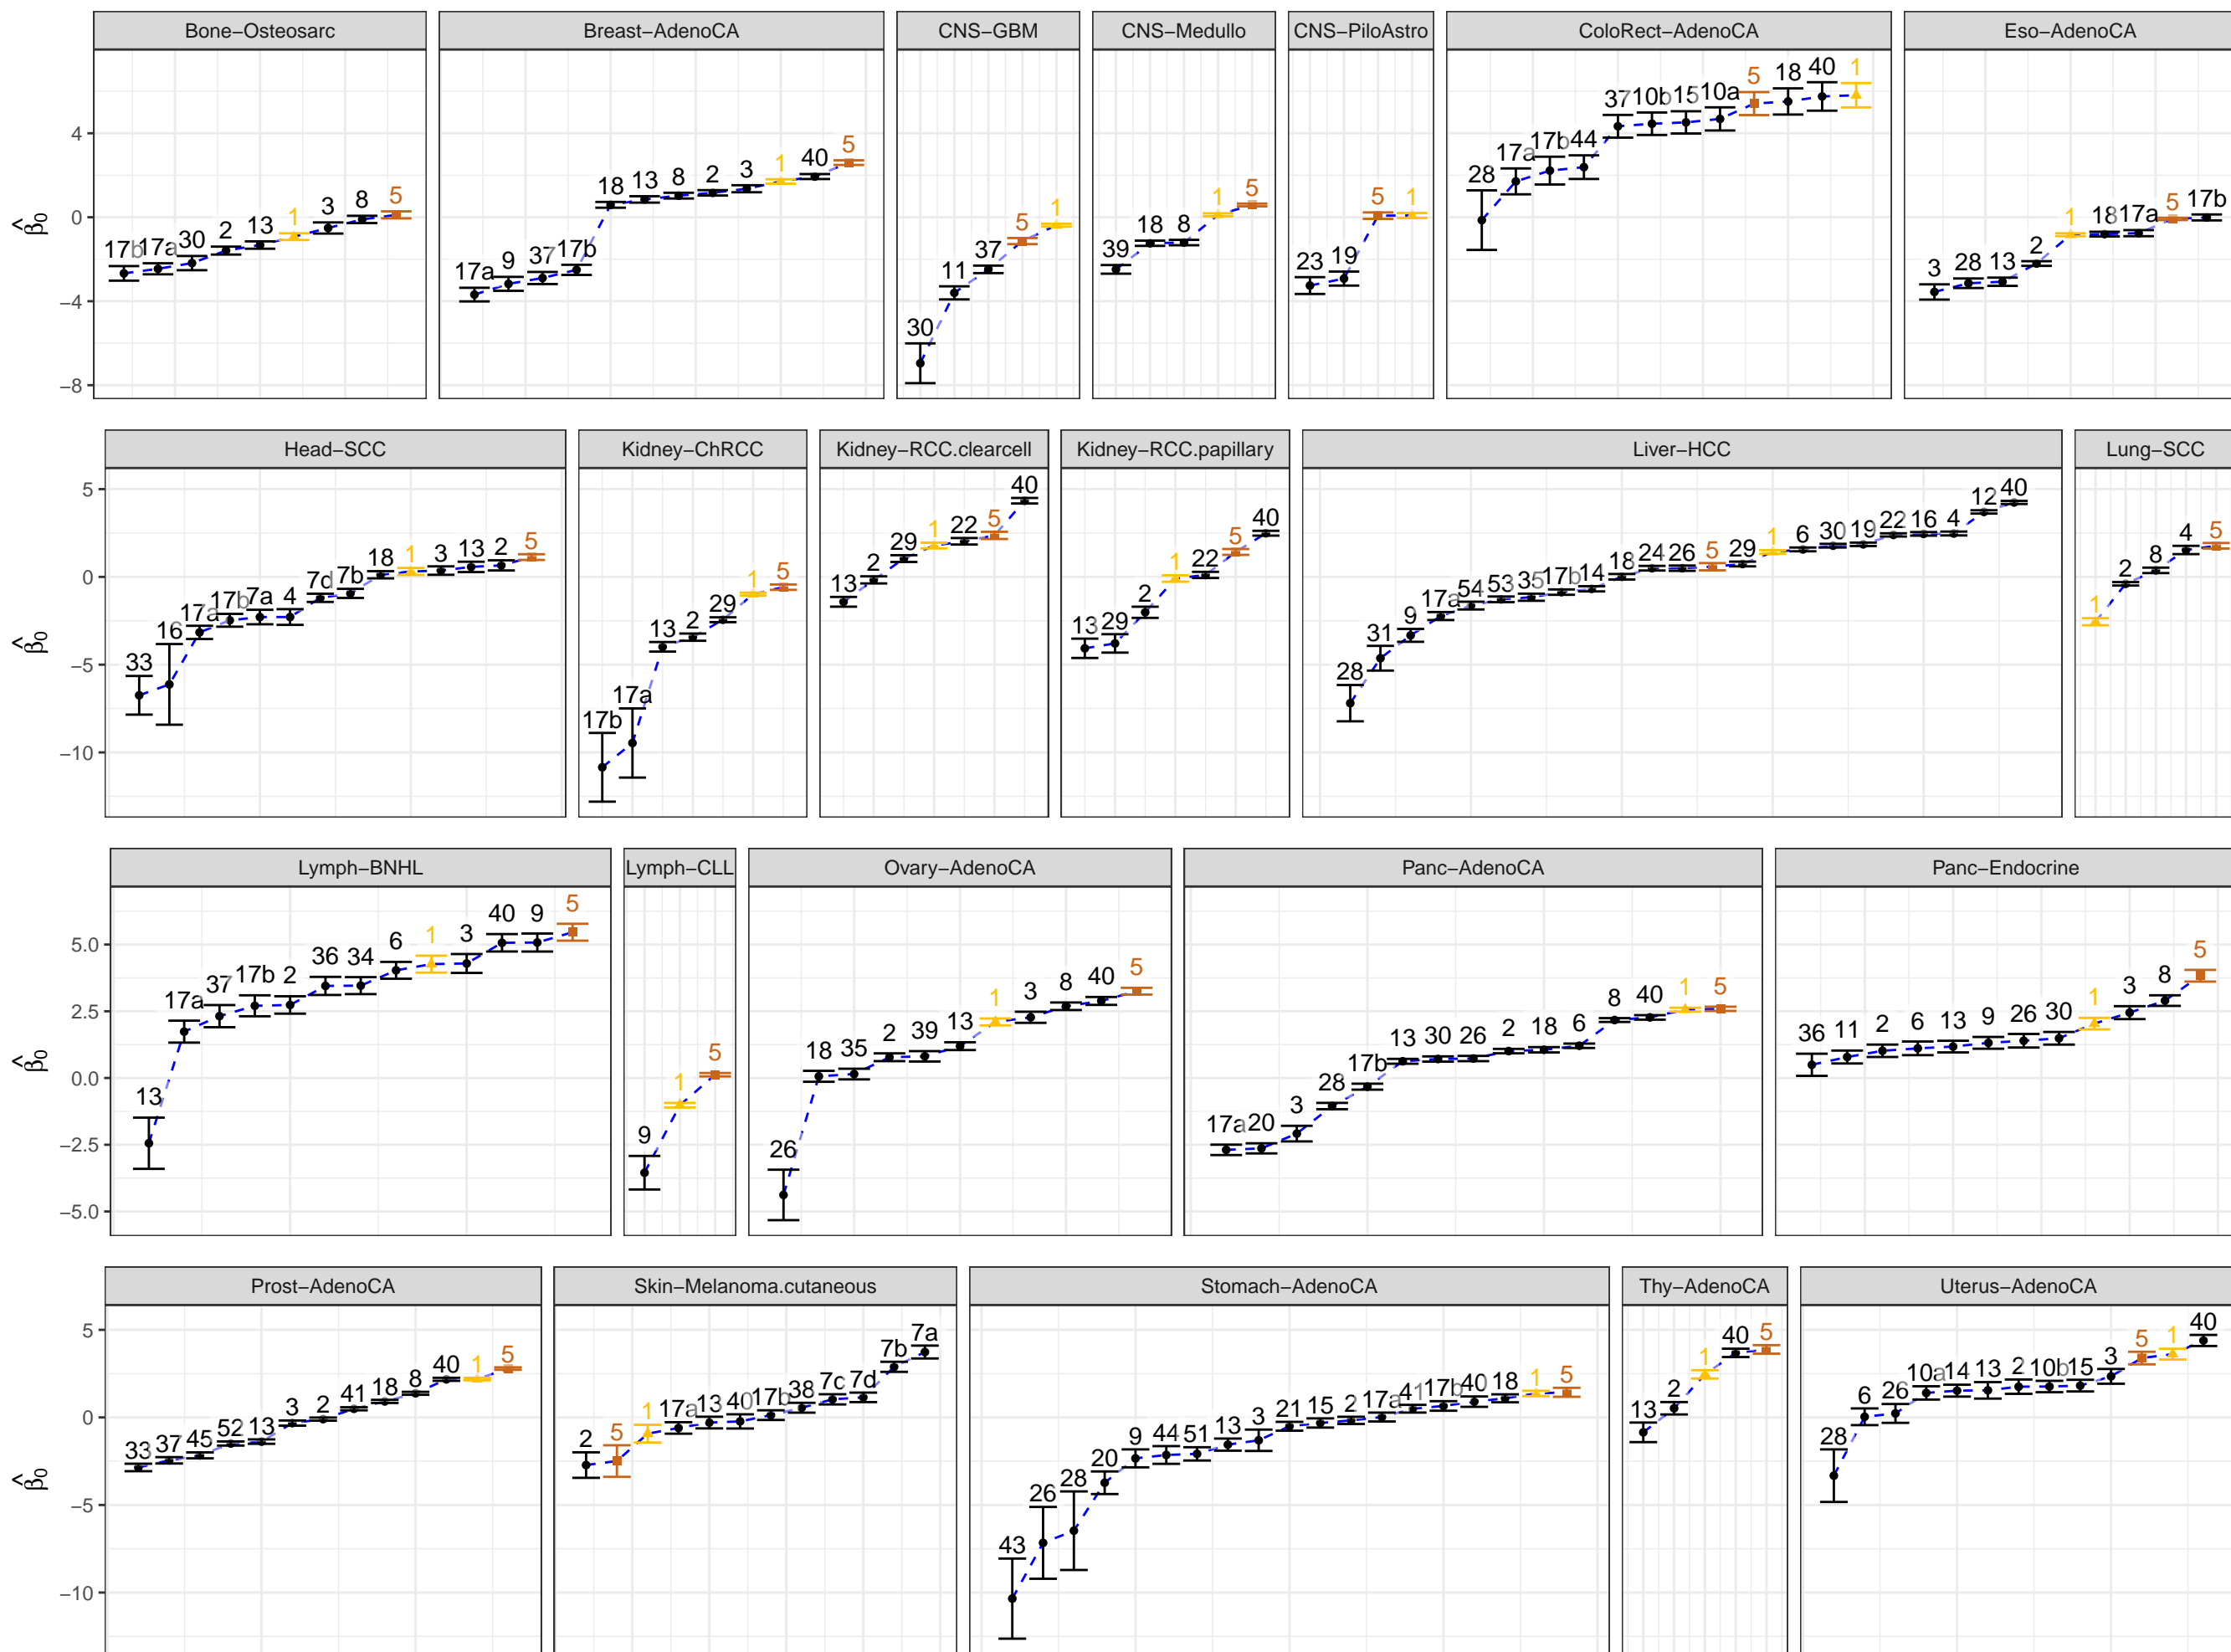 Bone−Osteosarc Breast−AdenoCA CNS−GBM CNS−Medullo CNS−PiloAstro ColoRect−AdenoCA Eso−AdenoCA
4
0
−4
−8
β̂0
17b 17a 30 2 13 1 3 8 5
17a 9 37 17b 18 13 8 2 3 1 40 5
30 11 37 5 1
39 18 8 1 5
23 19 5 1
28 17a 17b 44 37 10b 15 10a 5 18 40 1
3 28 13 2 1 18 17a 5 17b
Head−SCC Kidney−ChRCC Kidney−RCC.clearcell Kidney−RCC.papillary Liver−HCC Lung−SCC
5
0
−5
−10
β̂0
33 16 17a 17b 7a 4 7d 7b 18 1 3 13 2 5
17b 17a 13 2 29 1 5
13 2 29 1 22 5 40
13 29 2 1 22 5 40
28 31 9 17a 54 53 35 17b 14 18 24 26 5 29 1 6 30 19 22 16 4 12 40
1 2 8 4 5
Lymph−BNHL Lymph−CLL Ovary−AdenoCA Panc−AdenoCA Panc−Endocrine
5.0
2.5
0.0
−2.5
−5.0
β̂0
13 17a 37 17b 2 36 34 6 1 3 40 9 5
9 1 5
26 18 35 2 39 13 1 3 8 40 5
17a 20 3 28 17b 13 30 26 2 18 6 8 40 1 5
36 11 2 6 13 9 26 30 1 3 8 5
Prost−AdenoCA Skin−Melanoma.cutaneous Stomach−AdenoCA Thy−AdenoCA Uterus−AdenoCA
5
0
−5
−10
β̂0
33 37 45 52 13 3 2 41 18 8 40 1 5
2 5 1 17a 13 40 17b 38 7c 7d 7b 7a
43 26 28 20 9 44 51 13 3 21 15 2 17a 41 17b 40 18 1 5
13 2 1 40 5
28 6 26 10a 14 13 2 10b 15 3 5 1 40